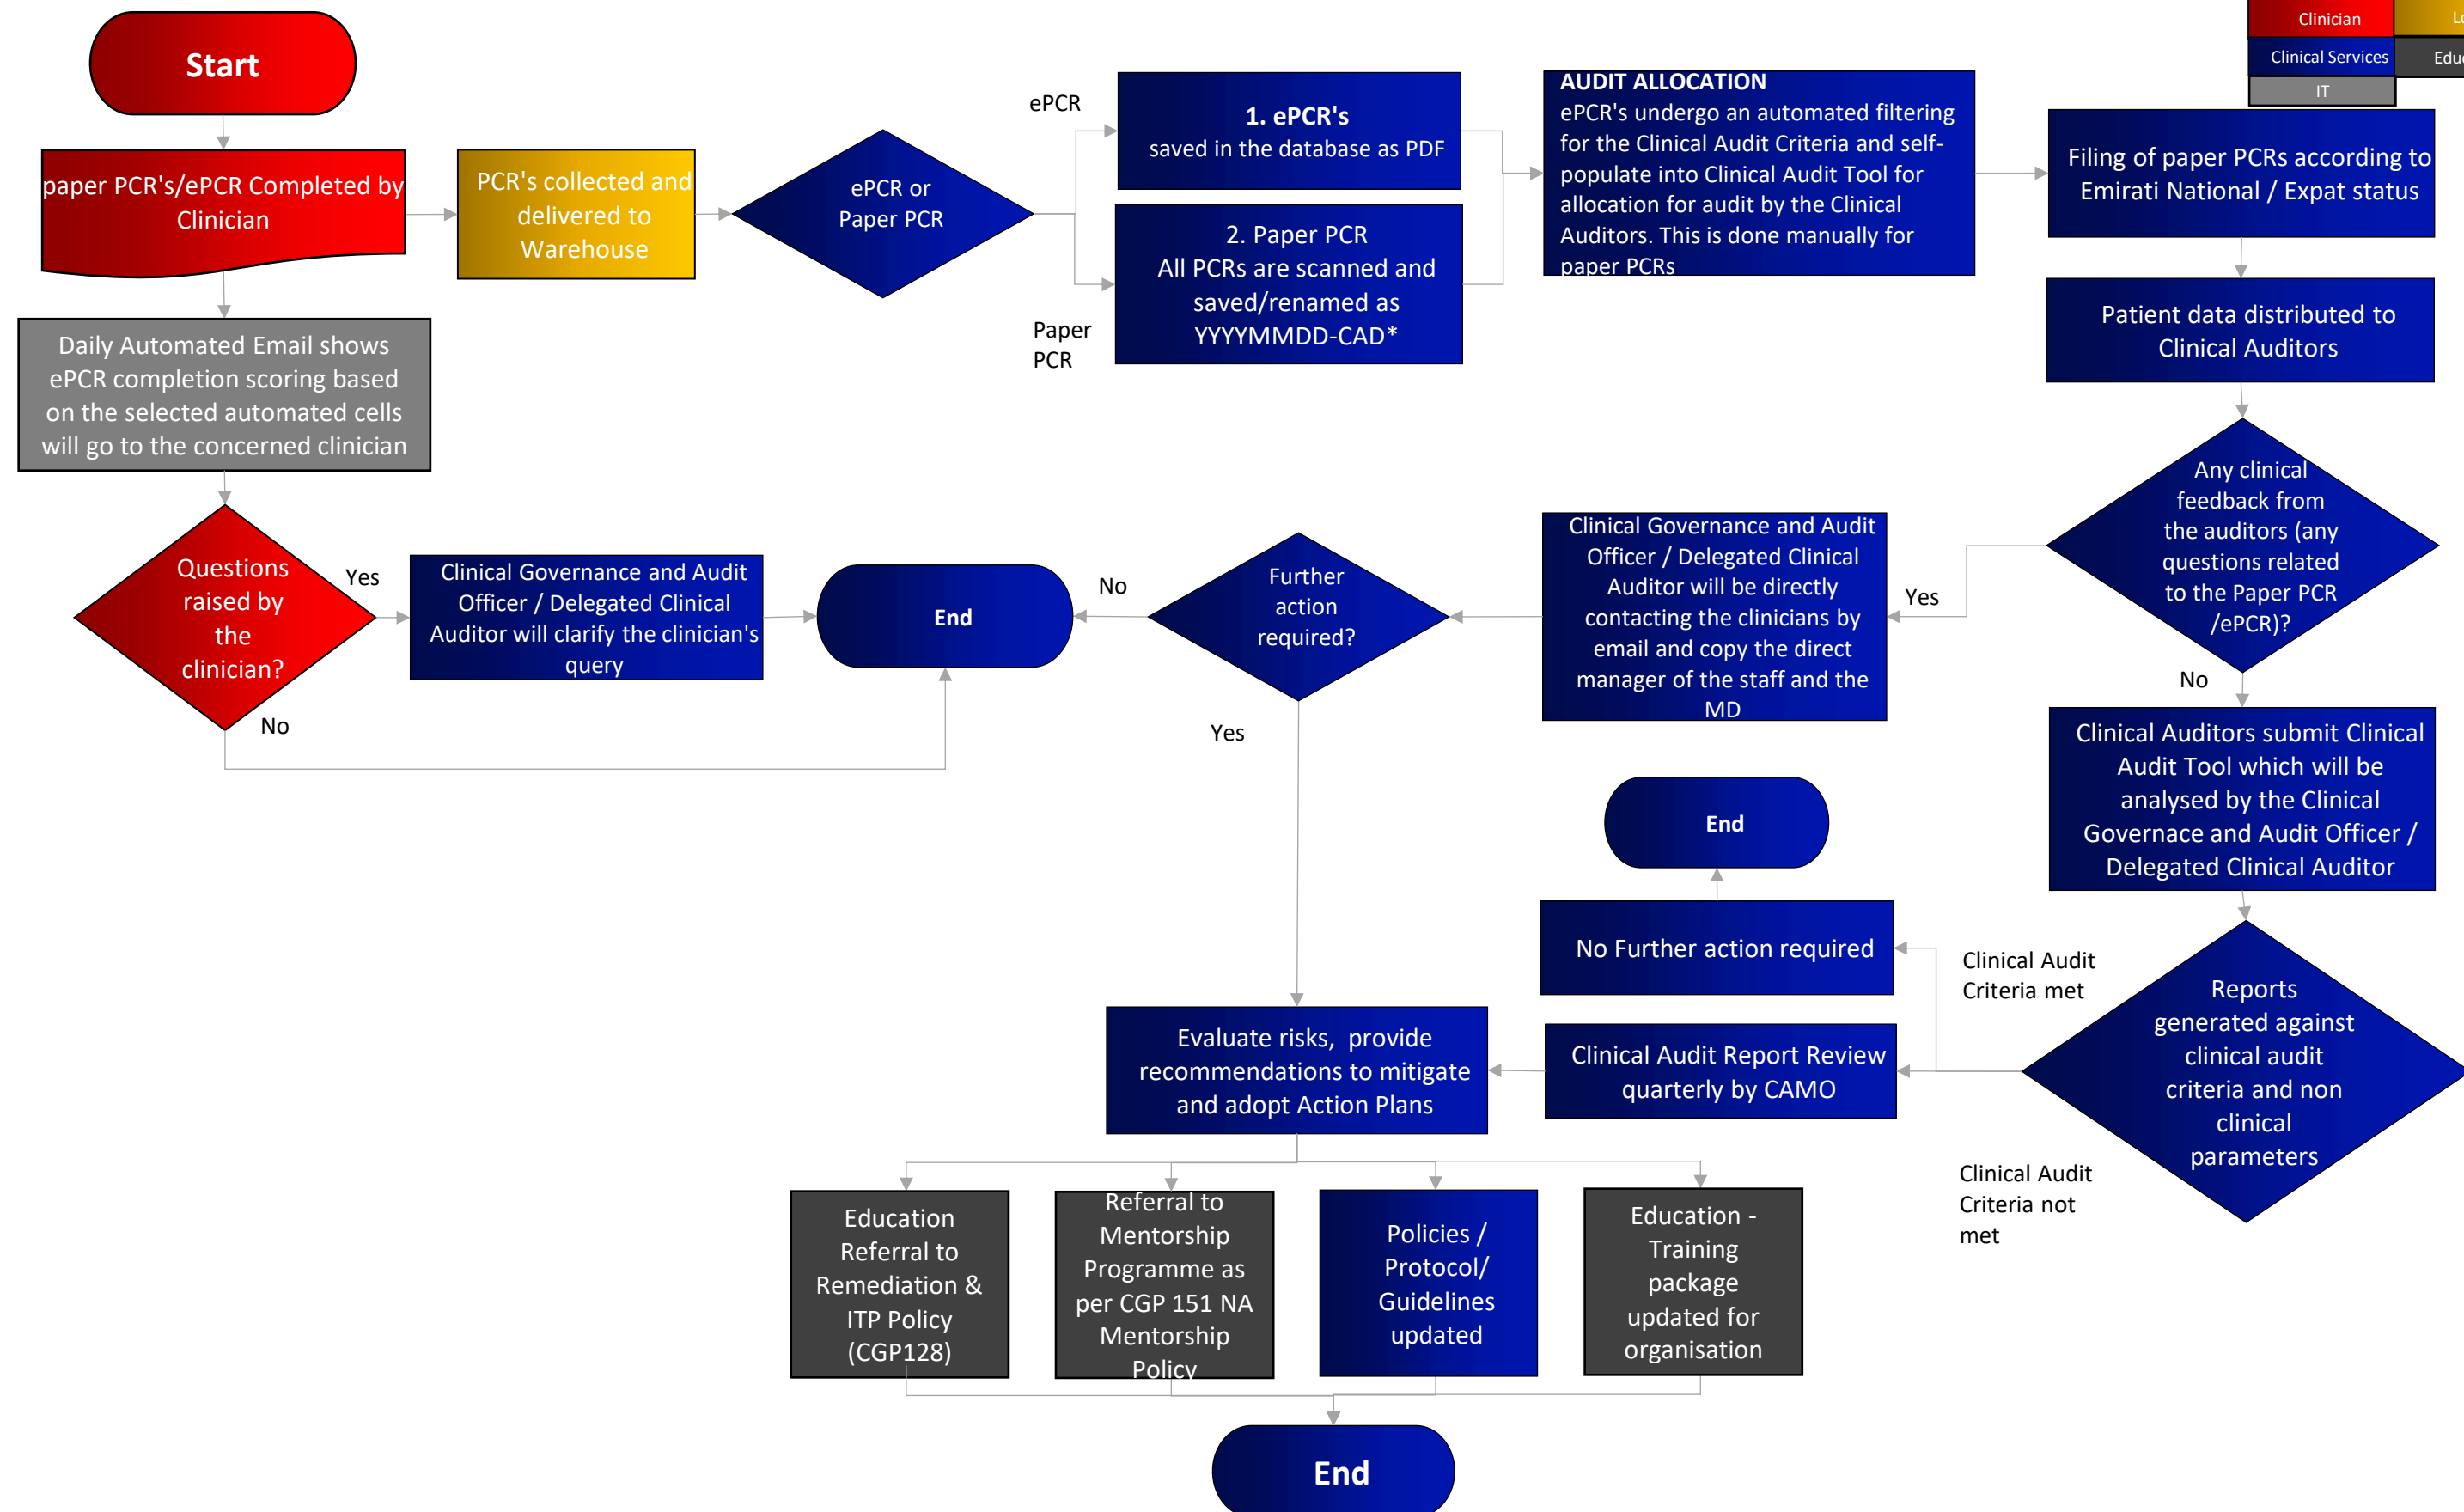 Clinician
Clinical Services
IT
Start
paper PCR's/ePCR Completed by
Clinician
PCR's collected and
delivered to
Warehouse
ePCR or
Paper PCR
ePCR
Paper
PCR
1. ePCR's
saved in the database as PDF
2. Paper PCR
All PCRs are scanned and
saved/renamed as
YYYYMMDD-CAD*
AUDIT ALLOCATION
ePCR's undergo an automated filtering
for the Clinical Audit Criteria and self-
populate into Clinical Audit Tool for
allocation for audit by the Clinical
Auditors. This is done manually for
paper PCRs
Filing of paper PCRs according to
Emirati National / Expat status
Patient data distributed to
Clinical Auditors
Daily Automated Email shows
ePCR completion scoring based
on the selected automated cells
will go to the concerned clinician
Questions
raised by
the
clinician?
Yes
No
Clinical Governance and Audit
Officer / Delegated Clinical
Auditor will clarify the clinician's
query
End
No
Further
action
required?
Yes
Clinical Governance and Audit
Officer / Delegated Clinical
Auditor will be directly
contacting the clinicians by
email and copy the direct
manager of the staff and the
MD
Yes
Any clinical
feedback from
the auditors (any
questions related
to the Paper PCR
/ePCR)?
No
Clinical Auditors submit Clinical
Audit Tool which will be
analysed by the Clinical
Governace and Audit Officer /
Delegated Clinical Auditor
End
No Further action required
Clinical Audit
Criteria met
Reports
generated against
clinical audit
criteria and non
clinical
parameters
Clinical Audit
Criteria not
met
Clinical Audit Report Review
quarterly by CAMO
Evaluate risks, provide
recommendations to mitigate
and adopt Action Plans
Education
Referral to
Remediation &
ITP Policy
(CGP128)
Referral to
Mentorship
Programme as
per CGP 151 NA
Mentorship
Policy
Policies /
Protocol/
Guidelines
updated
Education -
Training
package
updated for
organisation
End